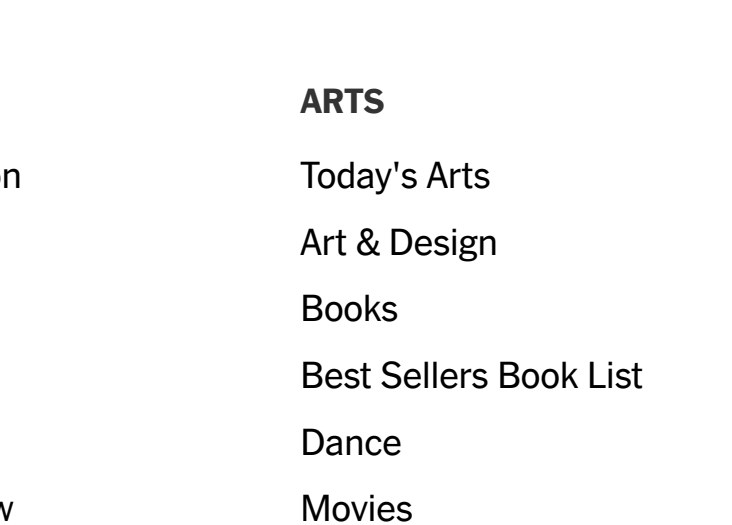 ARTS
Today's Arts
Art & Design
Books
Best Sellers Book List
Dance
Movies